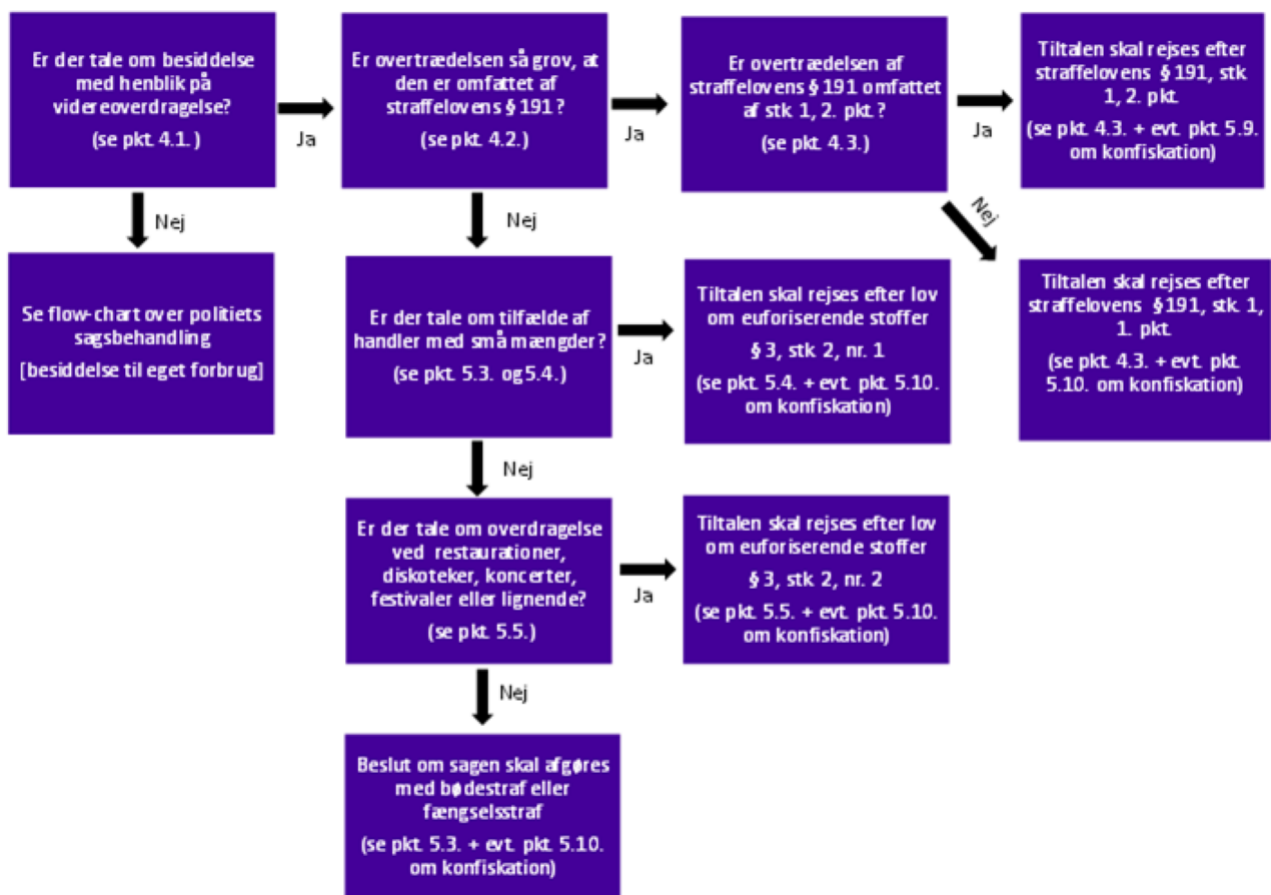 Er der tale om besiddelse
med henblik på
videreoverdragelse?
(se pkt. 4.1.)
Ja
Er overtrædelsen så grov, at
den er omfattet af
straffelovens § 191 ?
(se pkt. 4.2.)
Ja
Er overtrædelsen af
straffelovens § 191 omfattet
af stk. 1, 2. pkt. ?
(se pkt. 4.3.)
Ja
Tiltalen skal rejses efter
straffelovens § 191, stk.
1, 2. pkt.
(se pkt. 4.3. + evt. pkt. 5.9.
om konfiskation)
Nej
Nej
Nej
Se flow-chart over politiets
sagsbehandling
[besiddelse til eget forbrug]
Er der tale om tilfælde af
handler med små mængder?
(se pkt. 5.3. og 5.4.)
Ja
Tiltalen skal rejses efter lov
om euforiserende stoffer
§ 3, stk. 2, nr. 1
(se pkt. 5.4. + evt. pkt. 5.10.
om konfiskation)
Tiltalen skal rejses efter
straffelovens § 191, stk. 1,
1. pkt.
(se pkt. 4.3. + evt. pkt.
5.10. om konfiskation)
Nej
Er der tale om overdragelse
ved restaurationer,
diskoteker, koncerter,
festivaler eller lignende?
(se pkt. 5.5.)
Ja
Tiltalen skal rejses efter lov
om euforiserende stoffer
§ 3, stk. 2, nr. 2
(se pkt. 5.5. + evt. pkt. 5.10.
om konfiskation)
Nej
Beslut om sagen skal afgøres
med bødestraf eller
fængselsstraf
(se pkt. 5.3. + evt. pkt. 5.10.
om konfiskation)